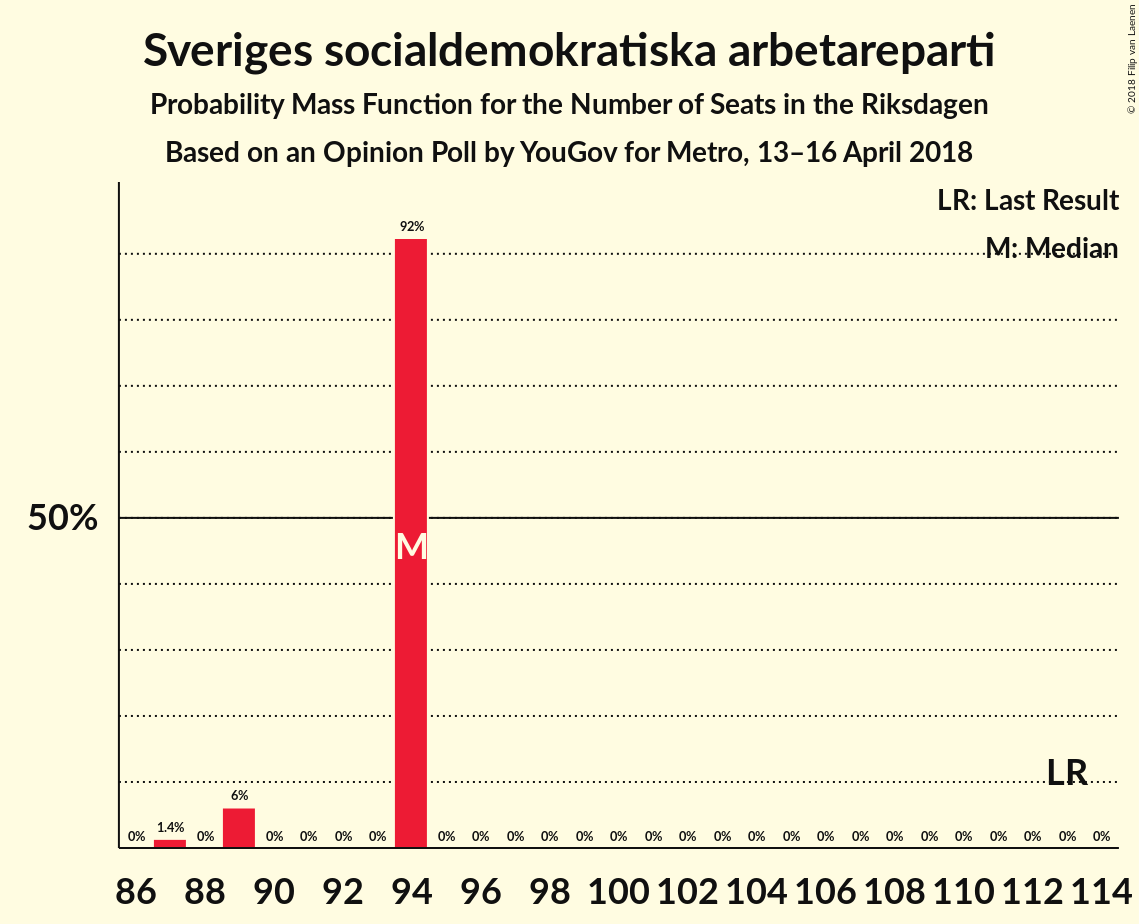 Sveriges socialdemokratiska arbetareparti
Probability Mass Function for the Number of Seats in the Riksdagen
Based on an Opinion Poll by YouGov for Metro, 13–16 April 2018
© 2018 Filip van Laenen
LR: Last Result
M: Median
92%
50%
M
LR
6%
0% 1.4% 0% 0% 0% 0% 0% 0% 0% 0% 0% 0% 0% 0% 0% 0% 0% 0% 0% 0% 0% 0% 0% 0% 0% 0% 0%
86 88 90 92 94 96 98 100 102 104 106 108 110 112 114